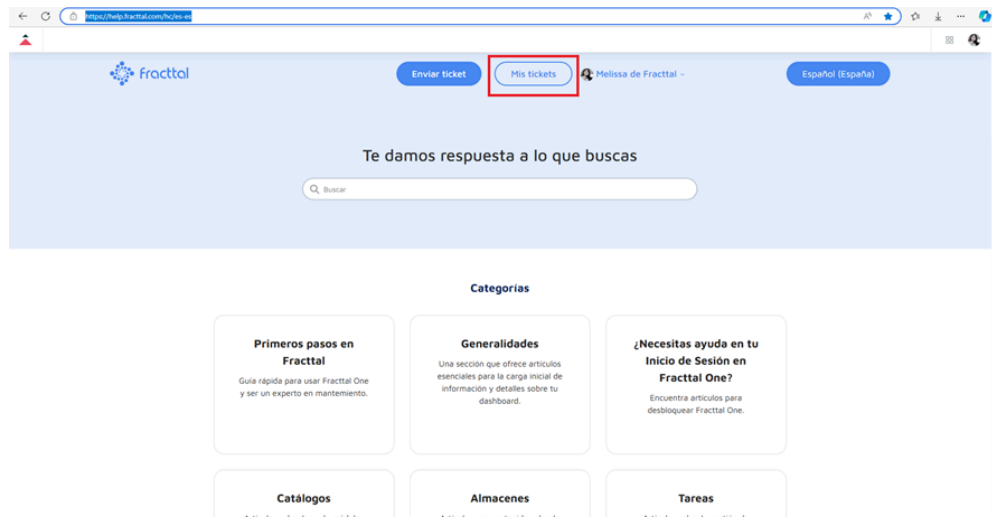 https://help.fracttal.com/hc/es-es
fracttal
Enviar ticket
Mis tickets
Melissa de Fracttal
Español (España)
Te damos respuesta a lo que buscas
Buscar
Categorías
Primeros pasos en
Fracttal
Guía rápida para usar Fracttal One
y ser un experto en mantemiento.
Generalidades
Una sección que ofrece artículos
esenciales para la carga inicial de
información y detalles sobre tu
dashboard.
¿Necesitas ayuda en tu
Inicio de Sesión en
Fracttal One?
Encuentra artículos para
desbloquear Fracttal One.
Catálogos
Almacenes
Tareas